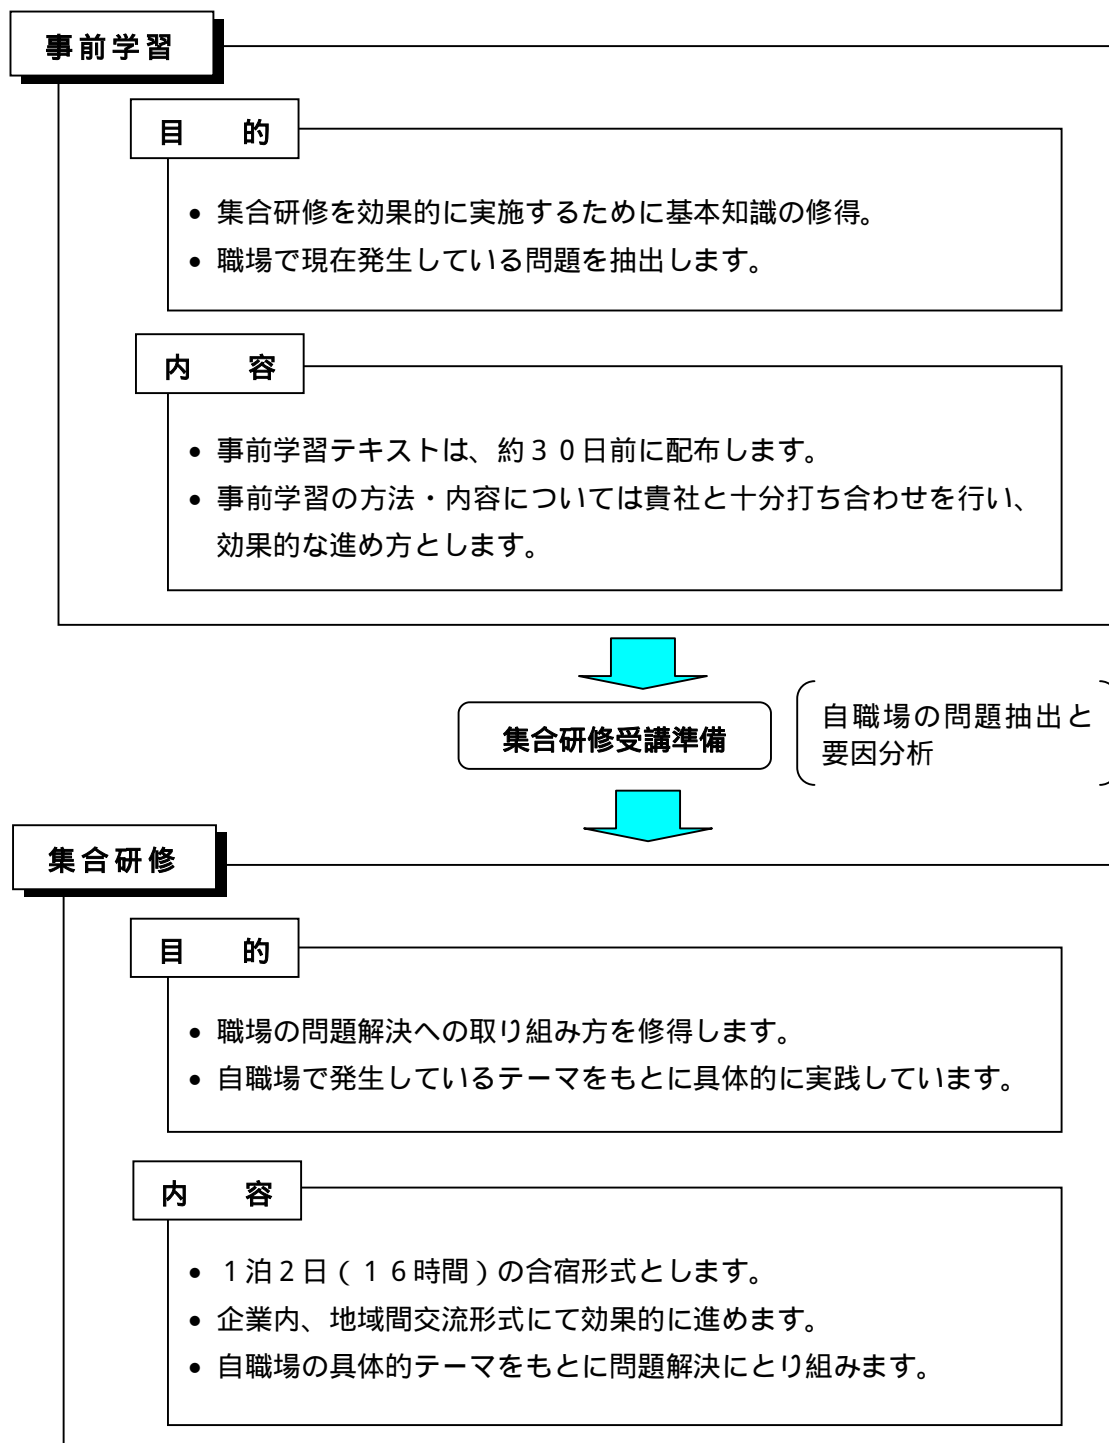 事前学習
目　　的
• 集合研修を効果的に実施するために基本知識の修得。
• 職場で現在発生している問題を抽出します。
内　　容
• 事前学習テキストは、約３０日前に配布します。
• 事前学習の方法・内容については貴社と十分打ち合わせを行い、
効果的な進め方とします。
集合研修受講準備
自職場の問題抽出と
要因分析
集合研修
目　　的
• 職場の問題解決への取り組み方を修得します。
• 自職場で発生しているテーマをもとに具体的に実践しています。
内　　容
• １泊２日（１６時間）の合宿形式とします。
• 企業内、地域間交流形式にて効果的に進めます。
• 自職場の具体的テーマをもとに問題解決にとり組みます。